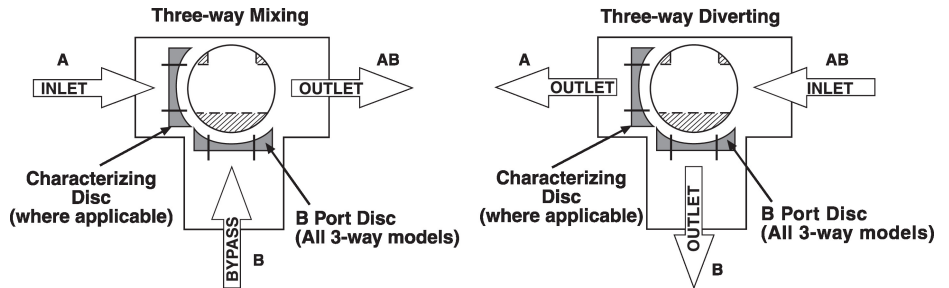 Three-way Mixing
A
INLET
AB
OUTLET
Characterizing
Disc
(where applicable)
B Port Disc
(All 3-way models)
BYPASS
B
Three-way Diverting
A
OUTLET
AB
INLET
Characterizing
Disc
(where applicable)
B Port Disc
(All 3-way models)
OUTLET
B